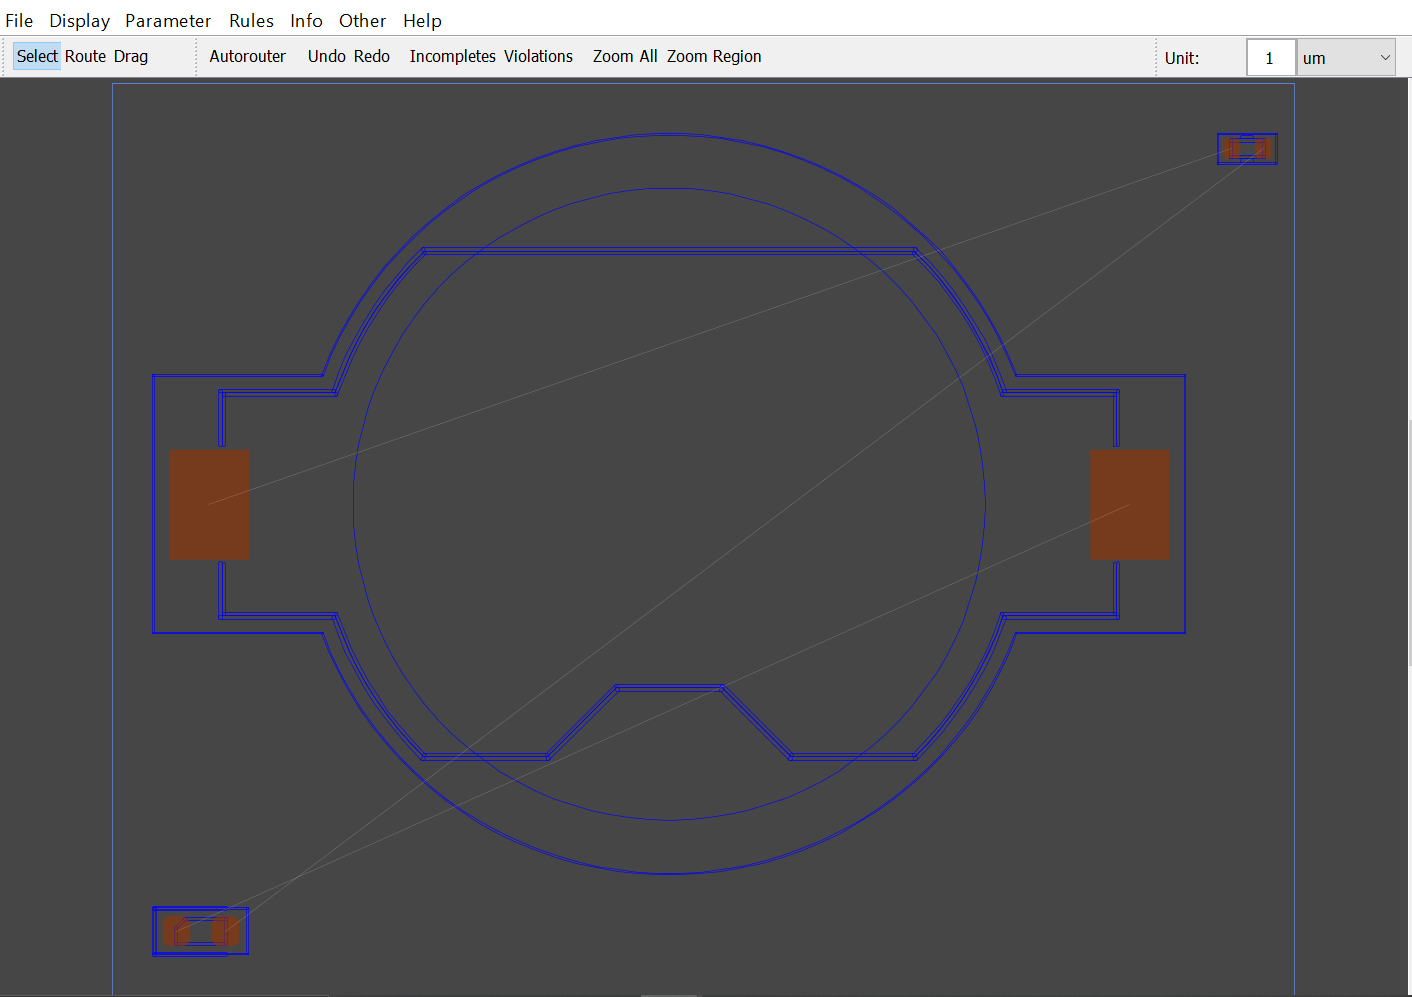 File Display Parameter Rules Info Other Help
Select Route Drag Autorouter Undo Redo Incompletes Violations Zoom All Zoom Region Unit: 1 um